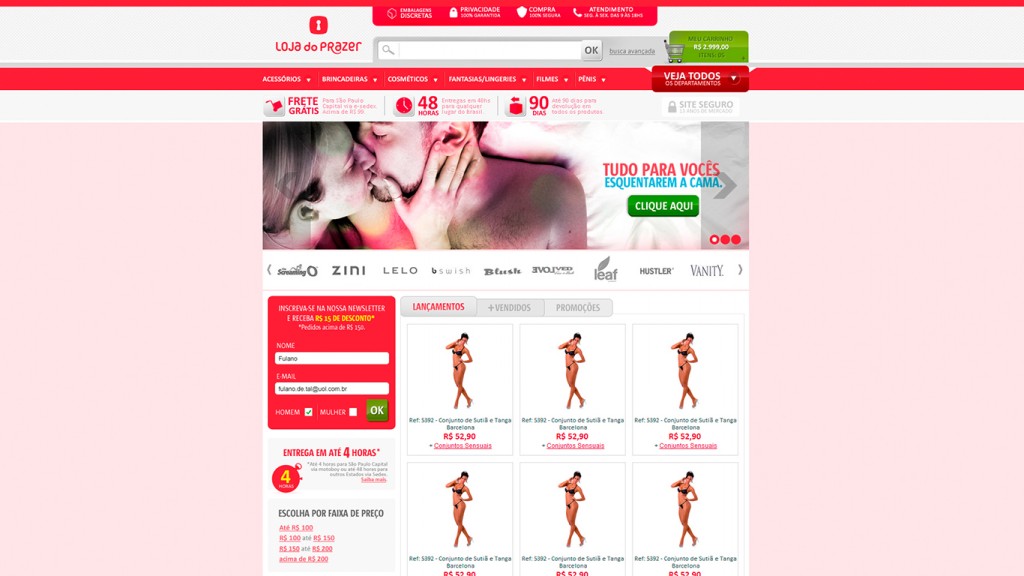 EMBALAGENS
DISCRETAS
PRIVACIDADE
100% GARANTIDA
COMPRA
100% SEGURA
ATENDIMENTO
SEG. À SEX. DAS 9 ÀS 18HS
LOJA do PRAZER
OK
busca avançada
MEU CARRINHO
R$ 2.999,00
ACESSÓRIOS
BRINCADEIRAS
COSMÉTICOS
FANTASIAS/LINGERIES
FILMES
PÊNIS
VEJA TODOS
OS DEPARTAMENTOS
FRETE
GRÁTIS
Para São Paulo
Capital via e-sedex.
Acima de R$ 99.
48
HORAS
Entregas em 48hs
para qualquer
lugar do Brasil.
90
DIAS
Até 90 dias para
devolução em
todos os produtos.
SITE SEGURO
TUDO PARA VOCÊS
ESQUENTAREM A CAMA.
CLIQUE AQUI
Screaming O
ZINI
LELO
bswish
Blush
EVOLVED
leaf
HUSTLER
VANITY
INSCREVA-SE NA NOSSA NEWSLETTER
E RECEBA R$ 15 DE DESCONTO*
*Pedidos acima de R$ 150.
NOME
Fulano
E-MAIL
fulano.de.tal@uol.com.br
HOMEM
MULHER
OK
LANÇAMENTOS
+VENDIDOS
PROMOÇÕES
Ref: 5392 - Conjunto de Sutiã e Tanga
Barcelona
R$ 52,90
+ Conjuntos Sensuais
Ref: 5392 - Conjunto de Sutiã e Tanga
Barcelona
R$ 52,90
+ Conjuntos Sensuais
Ref: 5392 - Conjunto de Sutiã e Tanga
Barcelona
R$ 52,90
+ Conjuntos Sensuais
ENTREGA EM ATÉ 4 HORAS*
4
HORAS
*Até 4 horas para São Paulo Capital
via motoboy ou até 48 horas para
outros Estados via Sedex.
Saiba mais.
ESCOLHA POR FAIXA DE PREÇO
Até R$ 100
R$ 100 até R$ 150
R$ 150 até R$ 200
acima de R$ 200
Ref: 5392 - Conjunto de Sutiã e Tanga
Barcelona
R$ 52,90
Ref: 5392 - Conjunto de Sutiã e Tanga
Barcelona
R$ 52,90
Ref: 5392 - Conjunto de Sutiã e Tanga
Barcelona
R$ 52,90